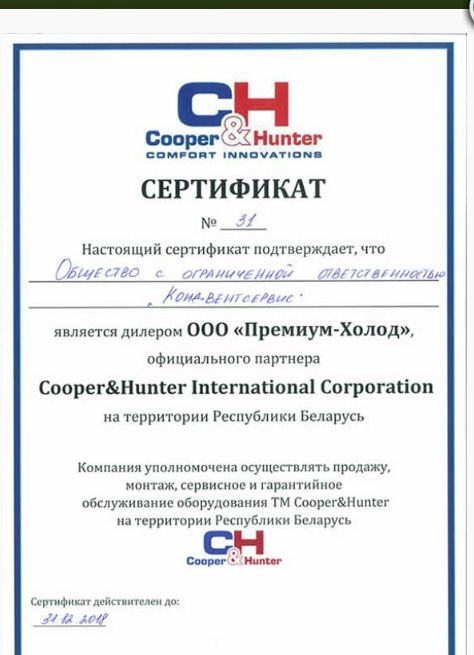 CH
Cooper&Hunter
COMFORT INNOVATIONS
СЕРТИФИКАТ
№ 31
Настоящий сертификат подтверждает, что
Общество с ограниченной ответственностью
„Кона-вентсервис"
является дилером ООО «Премиум-Холод»,
официального партнера
Cooper&Hunter International Corporation
на территории Республики Беларусь
Компания уполномочена осуществлять продажу,
монтаж, сервисное и гарантийное
обслуживание оборудования ТМ Cooper&Hunter
на территории Республики Беларусь
CH
Cooper&Hunter
Сертификат действителен до:
31.12.2018